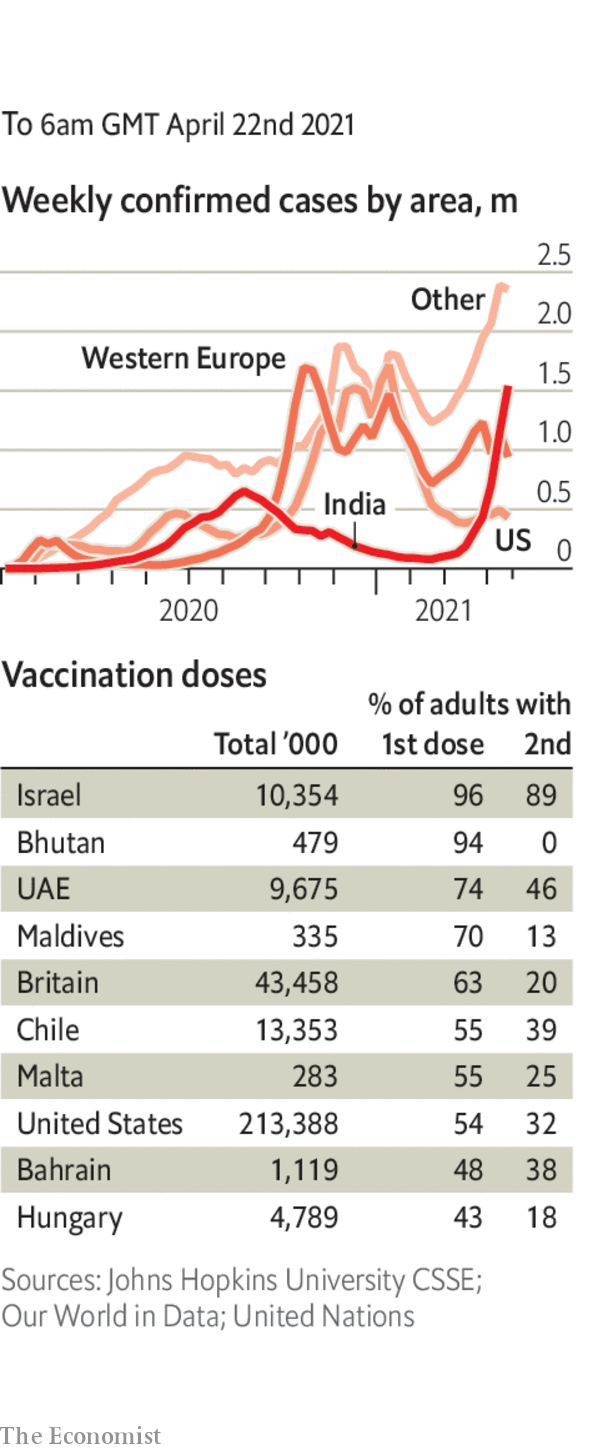 To 6am GMT April 22nd 2021
Weekly confirmed cases by area, m
2.5
Other
2.0
Western Europe
1.5
1.0
India
0.5
US
0
2020 2021
Vaccination doses
% of adults with
Total ’000 1st dose 2nd
Israel 10,354 96 89
Bhutan 479 94 0
UAE 9,675 74 46
Maldives 335 70 13
Britain 43,458 63 20
Chile 13,353 55 39
Malta 283 55 25
United States 213,388 54 32
Bahrain 1,119 48 38
Hungary 4,789 43 18
Sources: Johns Hopkins University CSSE;
Our World in Data; United Nations
The Economist